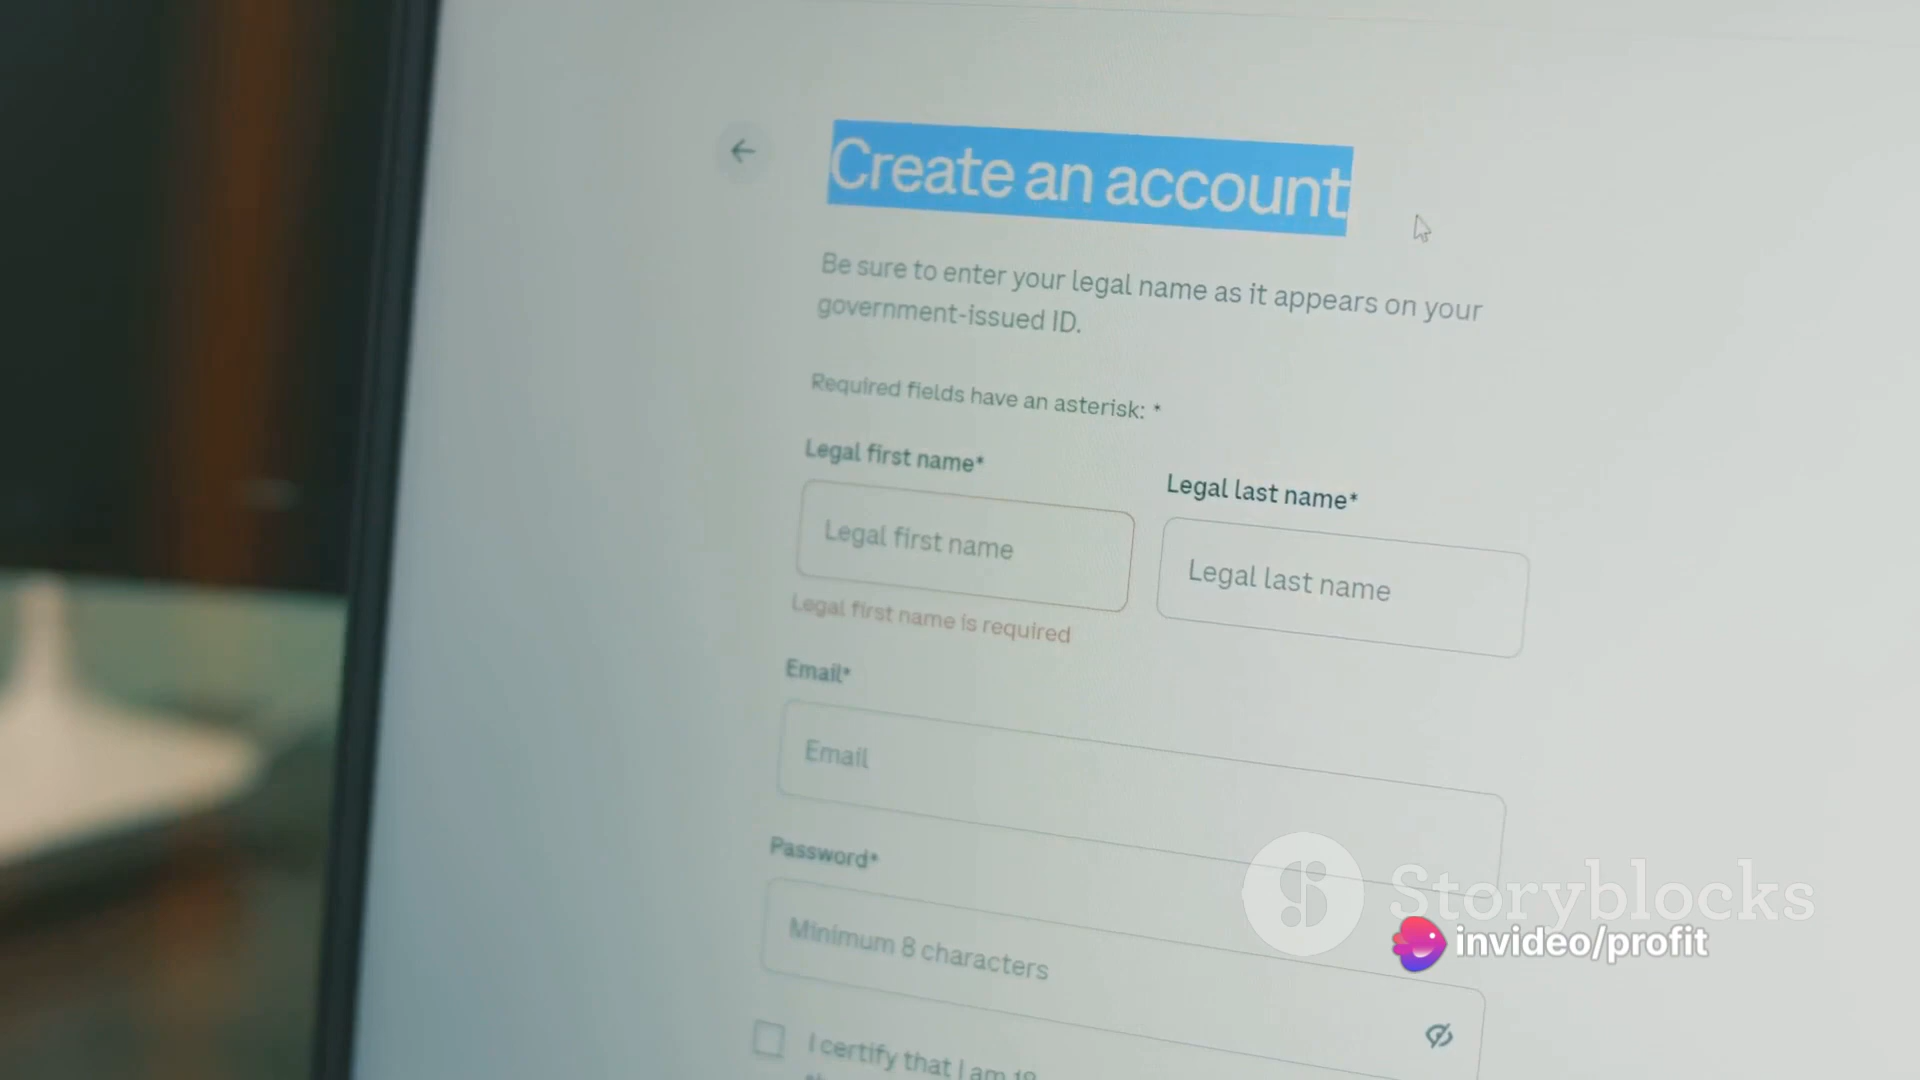 Create an account
Be sure to enter your legal name as it appears on your
government-issued ID.
Required fields have an asterisk: *
Legal first name*
Legal last name*
Legal first name
Legal last name
Legal first name is required
Email*
Email
Password*
Minimum 8 characters
I certify that I am 18
Storyblocks
invideo/profit